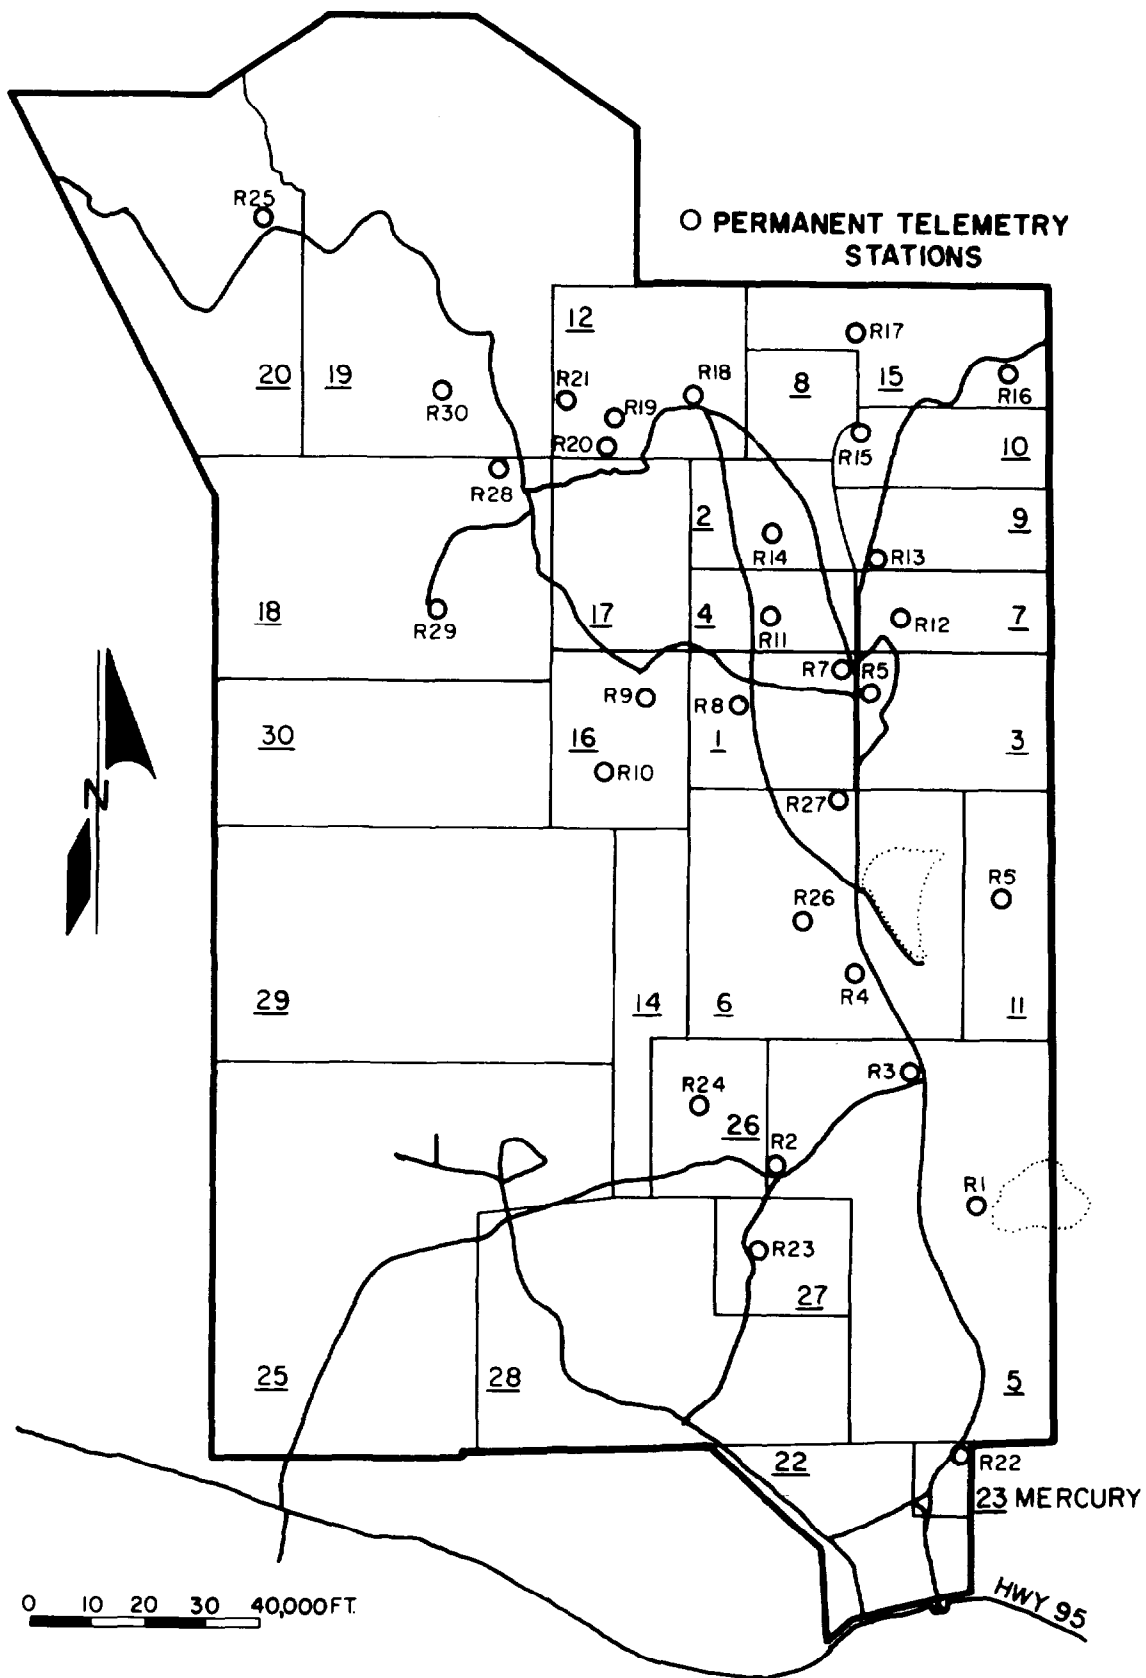 R25
PERMANENT TELEMETRY
STATIONS
12
R17
20
19
R30
R21
R19
R20
R18
8
15
R16
R15
10
R28
2
R14
9
R13
18
R29
17
4
R11
R12
7
R7
R5
R9
R8
30
16
1
3
R10
N
R27
R26
R5
29
14
6
R4
11
R3
R24
26
R2
R1
R23
27
25
28
5
22
R22
23 MERCURY
0 10 20 30 40,000 FT.
HWY 95